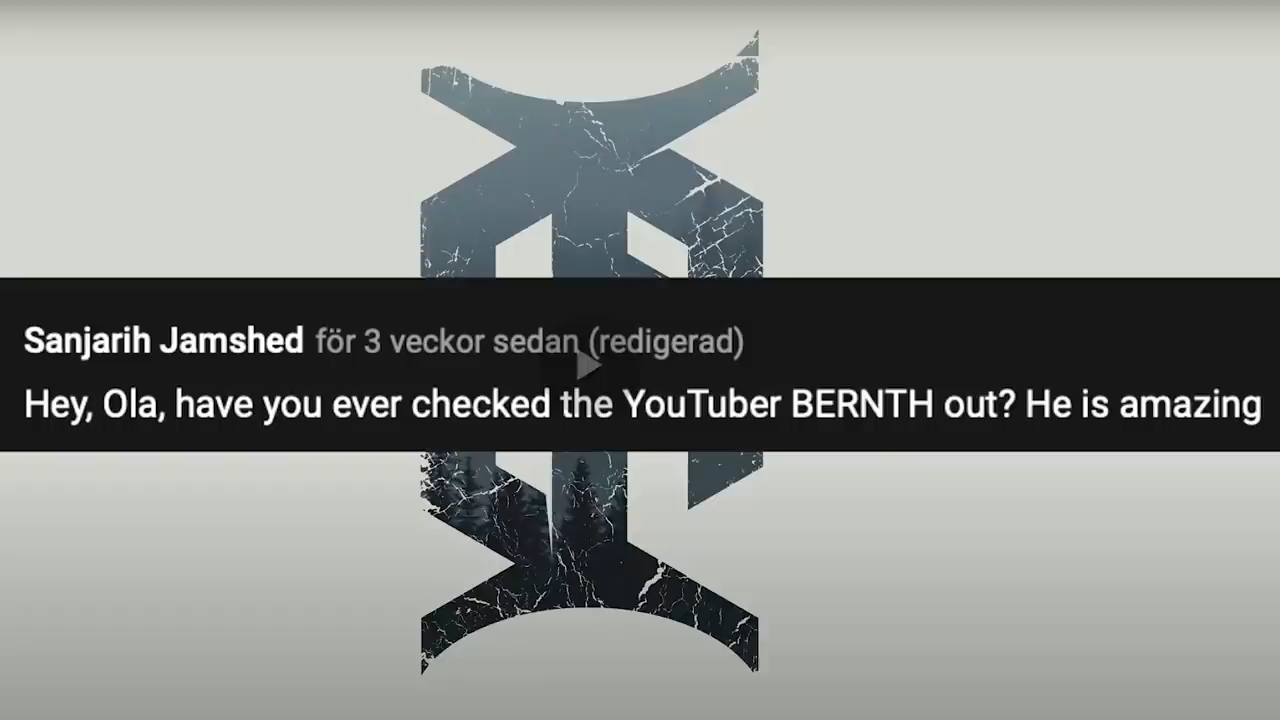 Sanjarih Jamshed för 3 veckor sedan (redigerad)
Hey, Ola, have you ever checked the YouTuber BERNTH out? He is amazing